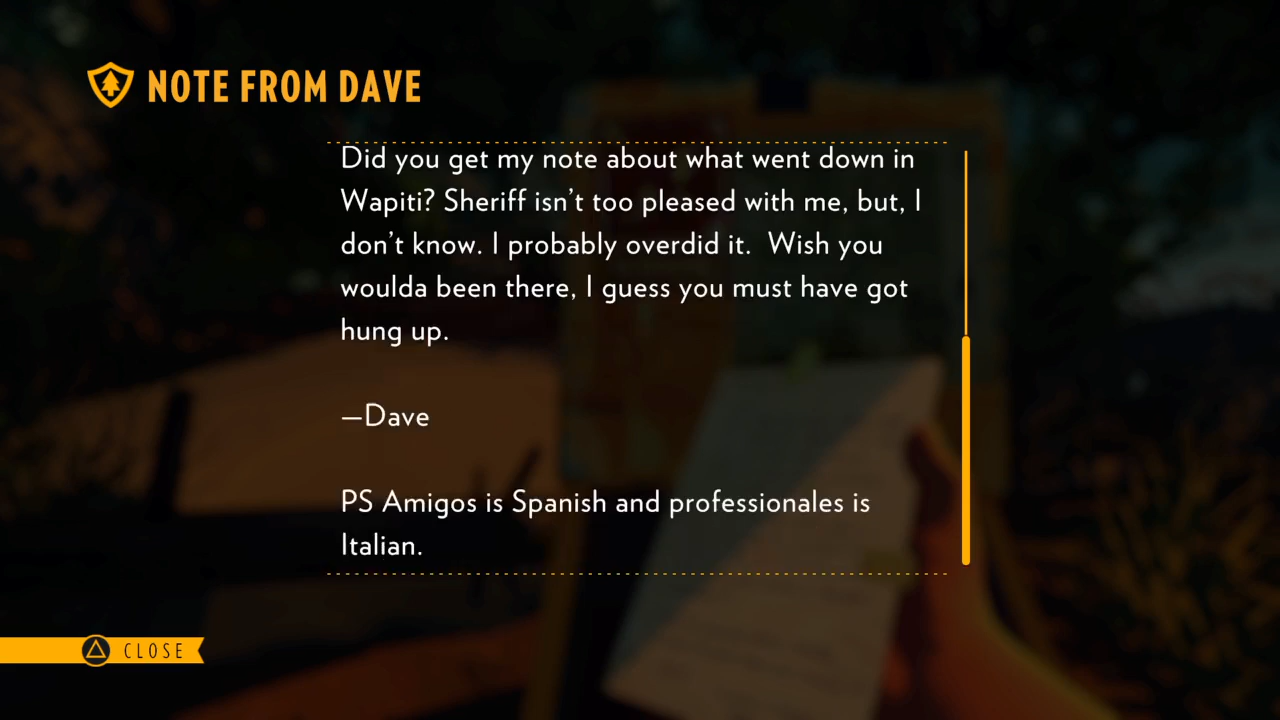 NOTE FROM DAVE
Did you get my note about what went down in
Wapiti? Sheriff isn't too pleased with me, but, I
don't know. I probably overdid it.  Wish you
woulda been there, I guess you must have got
hung up.
—Dave
PS Amigos is Spanish and professionales is
Italian.
CLOSE